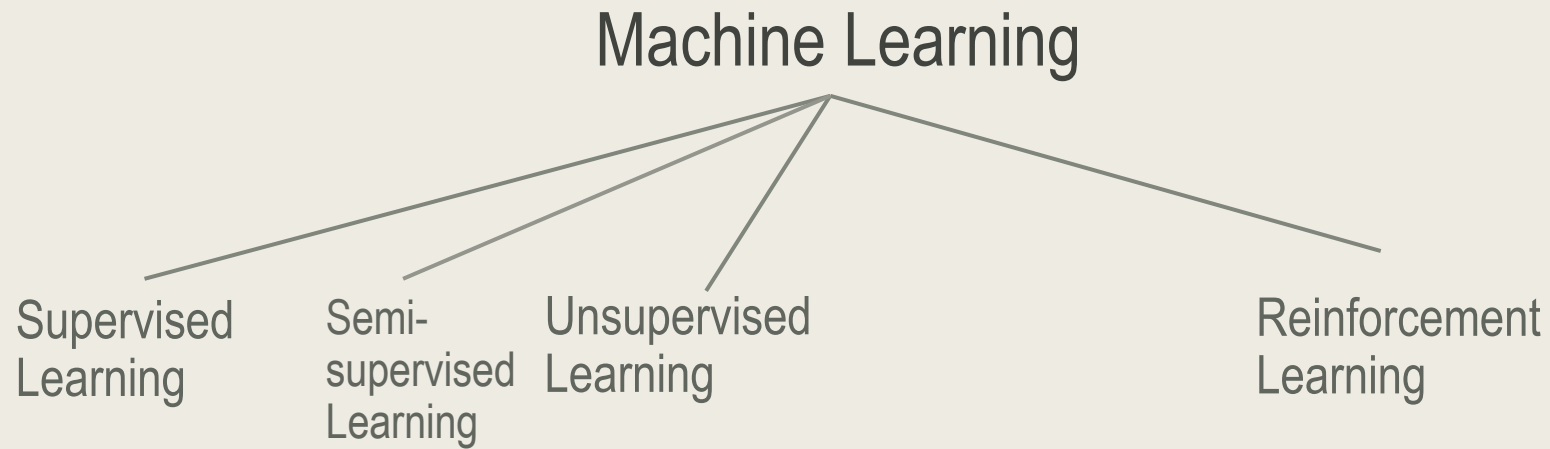 Machine Learning
Supervised
Learning
Semi-
supervised
Learning
Unsupervised
Learning
Reinforcement
Learning